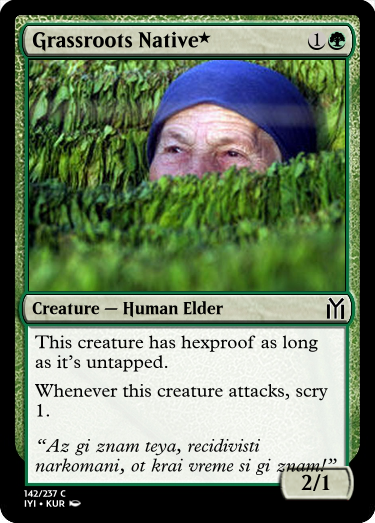 Grassroots Native★ 1
Creature — Human Elder
This creature has hexproof as long
as it's untapped.
Whenever this creature attacks, scry
1.
“Az gi znam teya, recidivisti
narkomani, ot krai vreme si gi znam!”
2/1
142/237 C
IYI • KUR